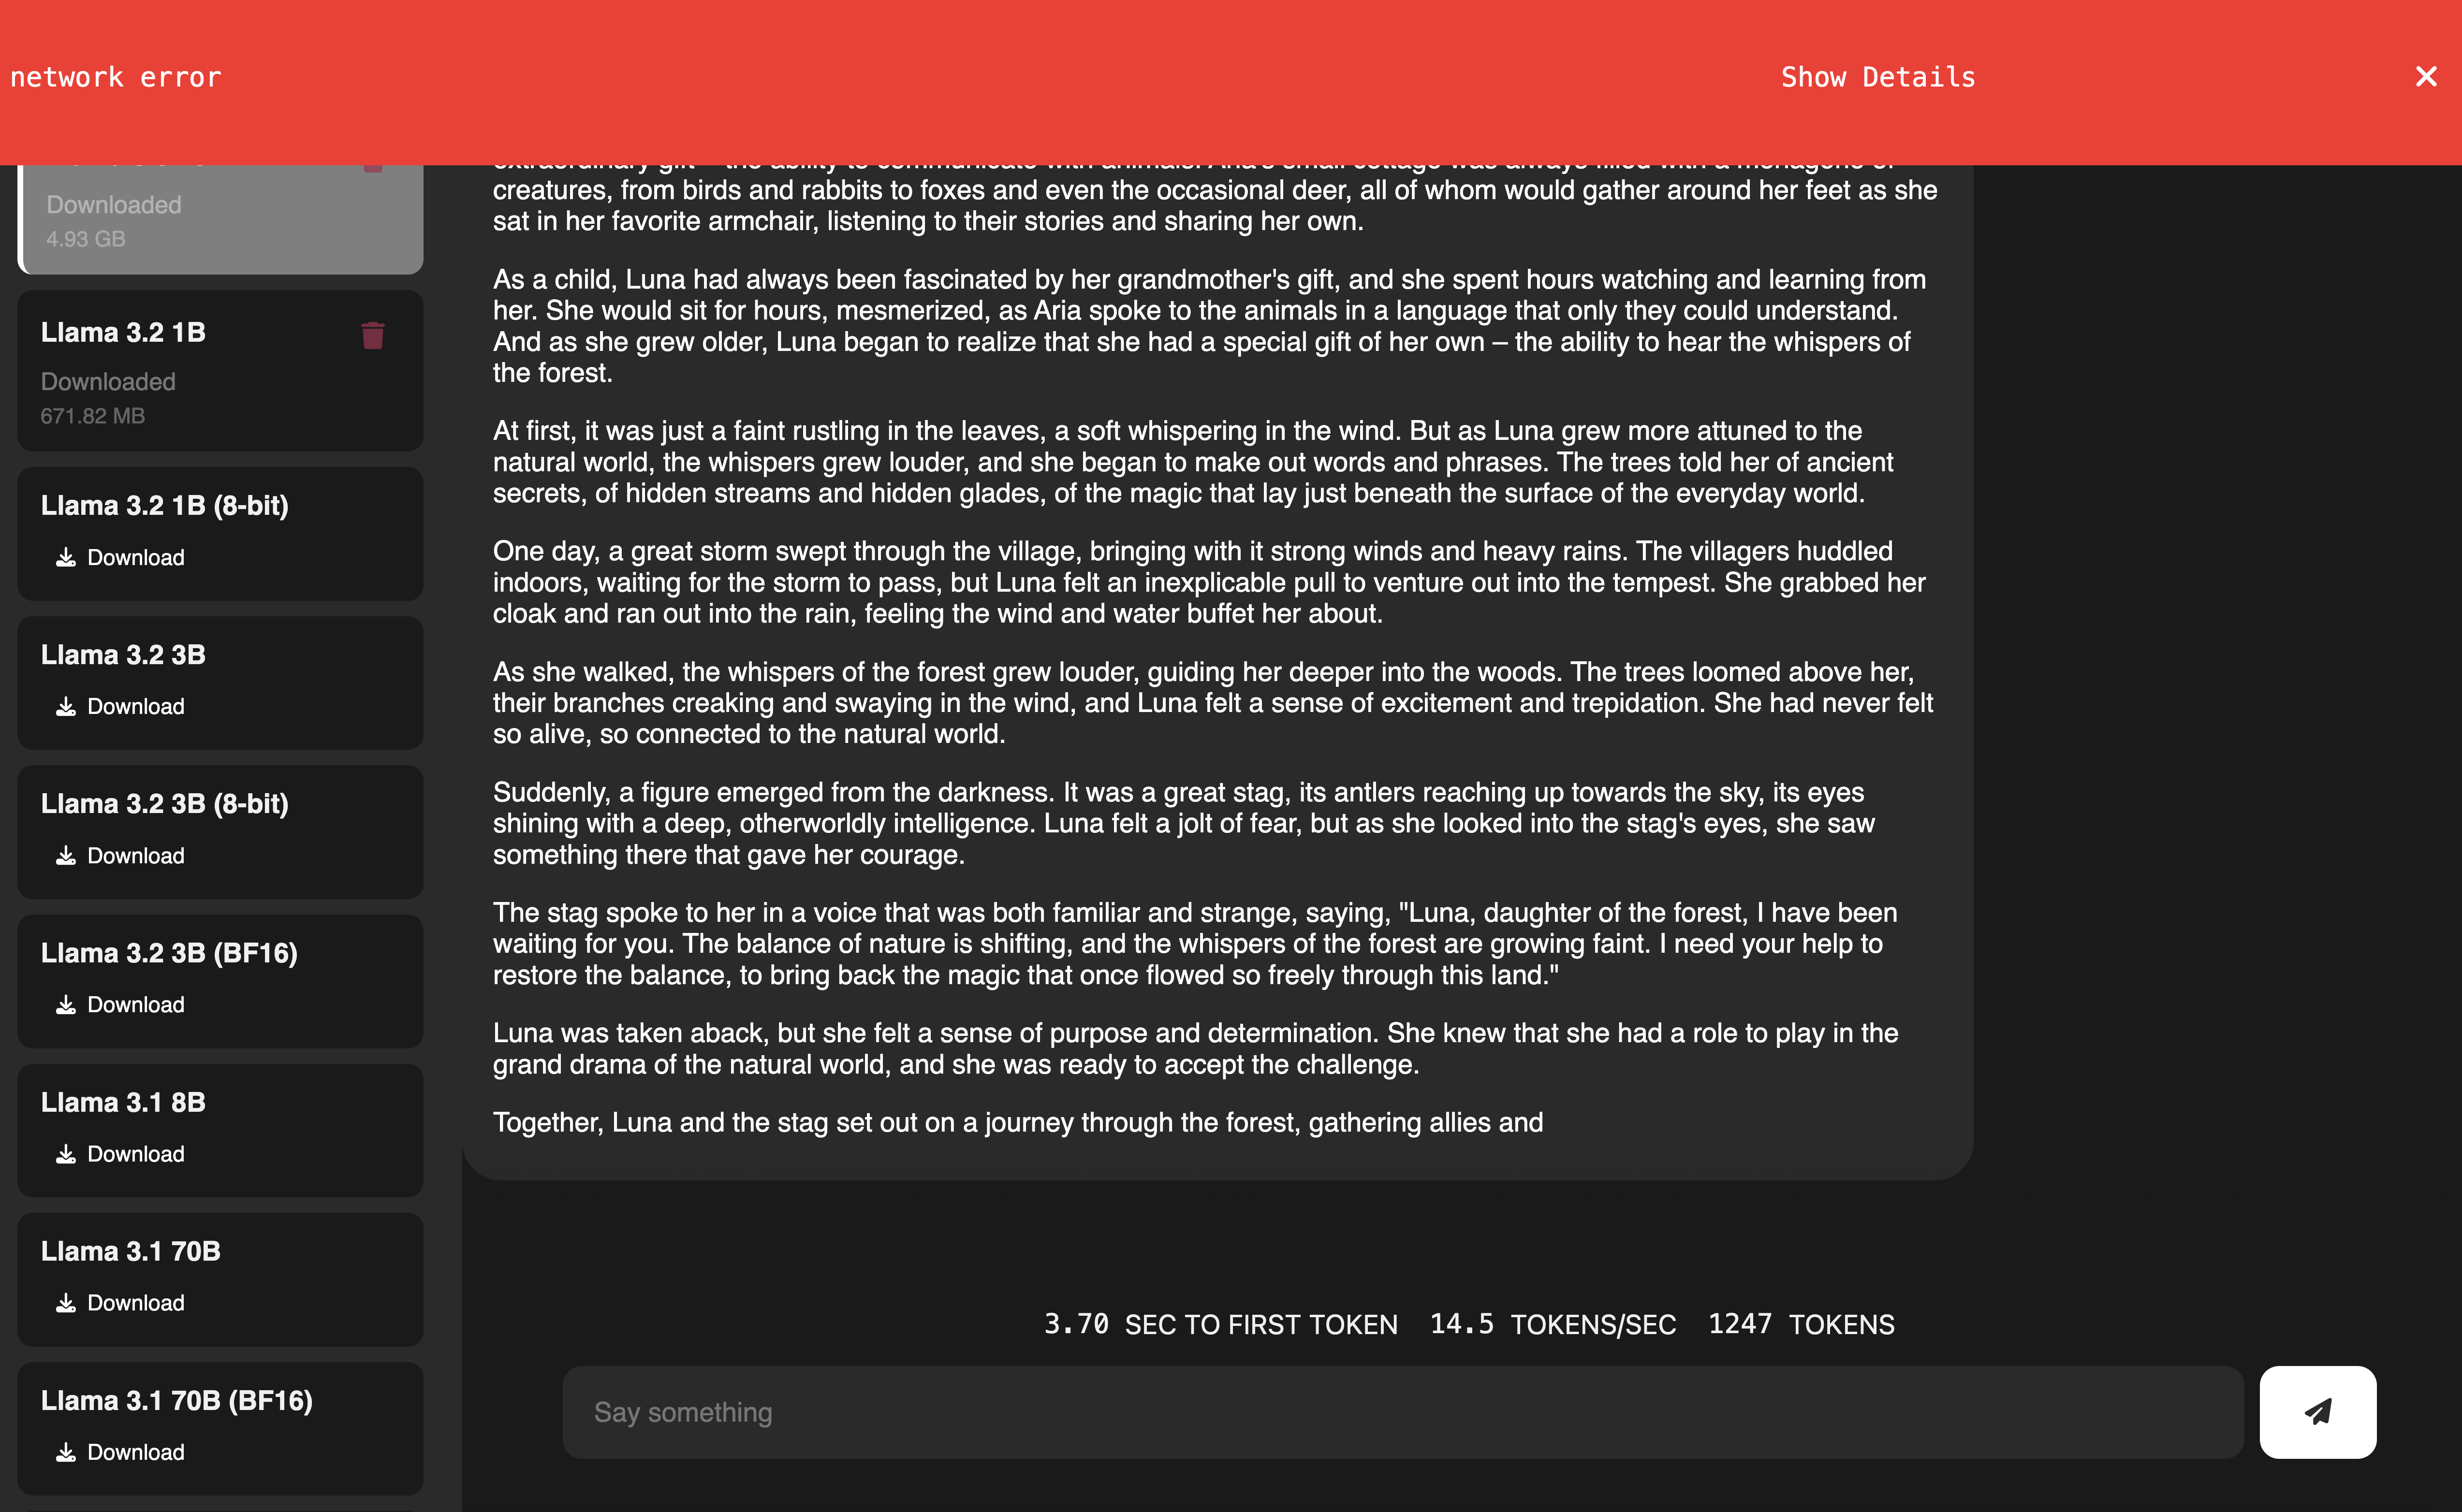 network error
Show Details
Downloaded
4.93 GB
Llama 3.2 1B
Downloaded
671.82 MB
Llama 3.2 1B (8-bit)
Download
Llama 3.2 3B
Download
Llama 3.2 3B (8-bit)
Download
Llama 3.2 3B (BF16)
Download
Llama 3.1 8B
Download
Llama 3.1 70B
Download
Llama 3.1 70B (BF16)
Download
extraordinary gift – the ability to communicate with animals. Aria's small cottage was always filled with a menagerie of
creatures, from birds and rabbits to foxes and even the occasional deer, all of whom would gather around her feet as she
sat in her favorite armchair, listening to their stories and sharing her own.
As a child, Luna had always been fascinated by her grandmother's gift, and she spent hours watching and learning from
her. She would sit for hours, mesmerized, as Aria spoke to the animals in a language that only they could understand.
And as she grew older, Luna began to realize that she had a special gift of her own – the ability to hear the whispers of
the forest.
At first, it was just a faint rustling in the leaves, a soft whispering in the wind. But as Luna grew more attuned to the
natural world, the whispers grew louder, and she began to make out words and phrases. The trees told her of ancient
secrets, of hidden streams and hidden glades, of the magic that lay just beneath the surface of the everyday world.
One day, a great storm swept through the village, bringing with it strong winds and heavy rains. The villagers huddled
indoors, waiting for the storm to pass, but Luna felt an inexplicable pull to venture out into the tempest. She grabbed her
cloak and ran out into the rain, feeling the wind and water buffet her about.
As she walked, the whispers of the forest grew louder, guiding her deeper into the woods. The trees loomed above her,
their branches creaking and swaying in the wind, and Luna felt a sense of excitement and trepidation. She had never felt
so alive, so connected to the natural world.
Suddenly, a figure emerged from the darkness. It was a great stag, its antlers reaching up towards the sky, its eyes
shining with a deep, otherworldly intelligence. Luna felt a jolt of fear, but as she looked into the stag's eyes, she saw
something there that gave her courage.
The stag spoke to her in a voice that was both familiar and strange, saying, "Luna, daughter of the forest, I have been
waiting for you. The balance of nature is shifting, and the whispers of the forest are growing faint. I need your help to
restore the balance, to bring back the magic that once flowed so freely through this land."
Luna was taken aback, but she felt a sense of purpose and determination. She knew that she had a role to play in the
grand drama of the natural world, and she was ready to accept the challenge.
Together, Luna and the stag set out on a journey through the forest, gathering allies and
3.70 SEC TO FIRST TOKEN 14.5 TOKENS/SEC 1247 TOKENS
Say something